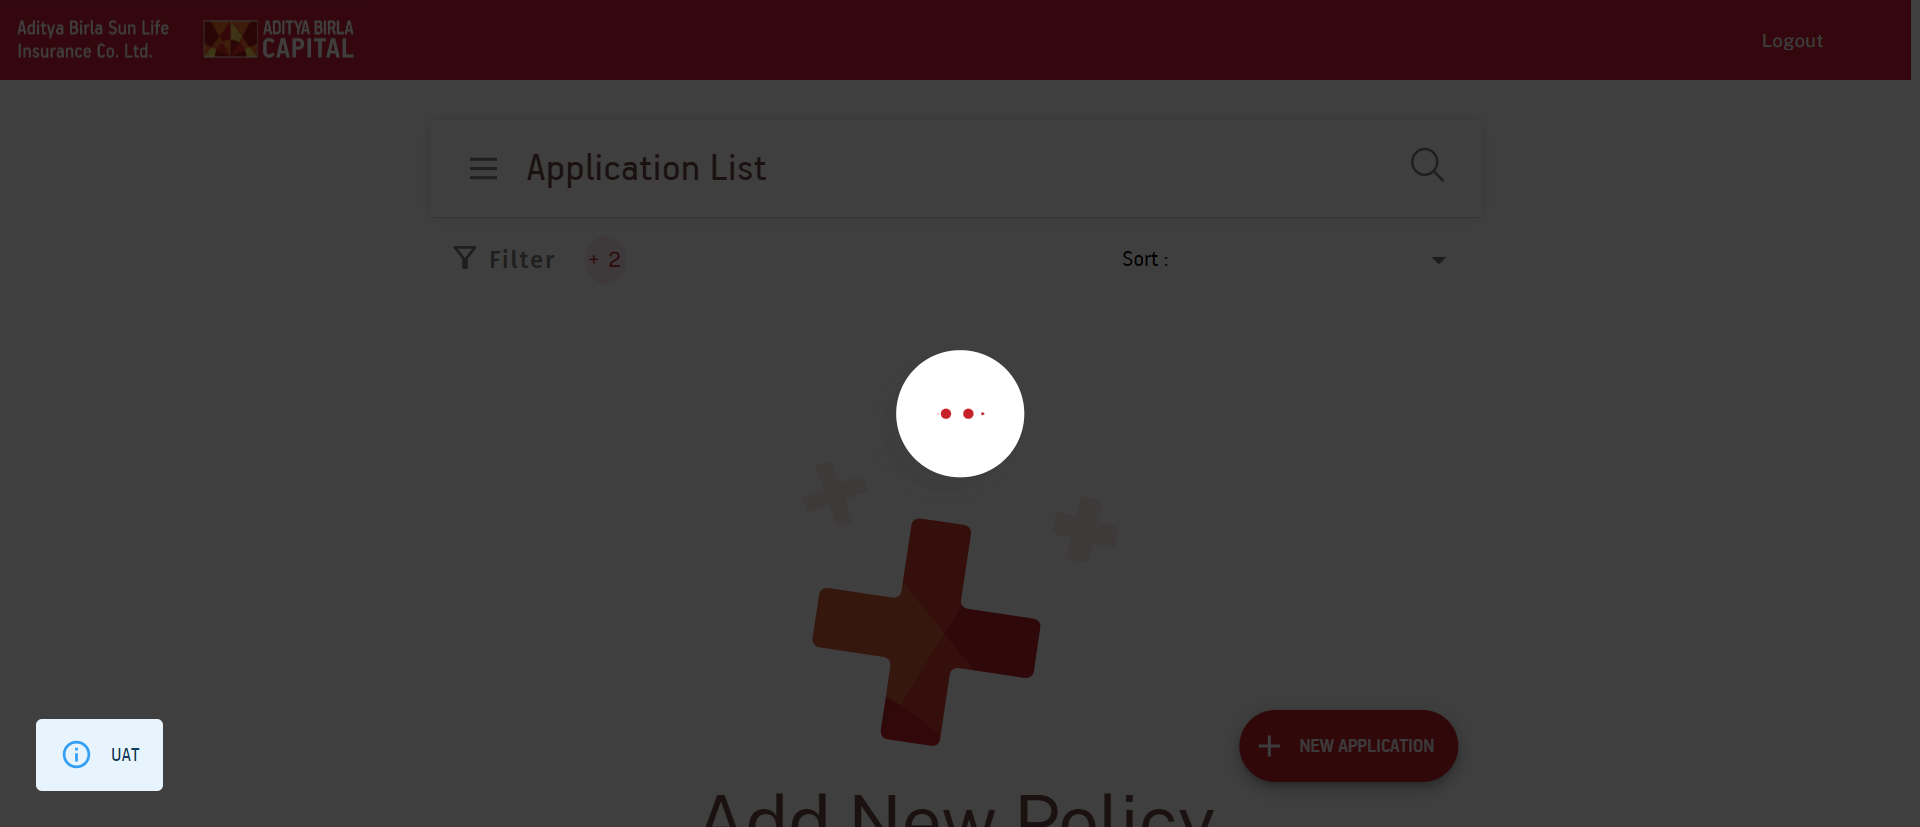 Aditya Birla Sun Life
Insurance Co. Ltd.
ADITYA BIRLA
CAPITAL
Logout
Application List
Filter
+ 2
Sort :
UAT
NEW APPLICATION
Add New Policy